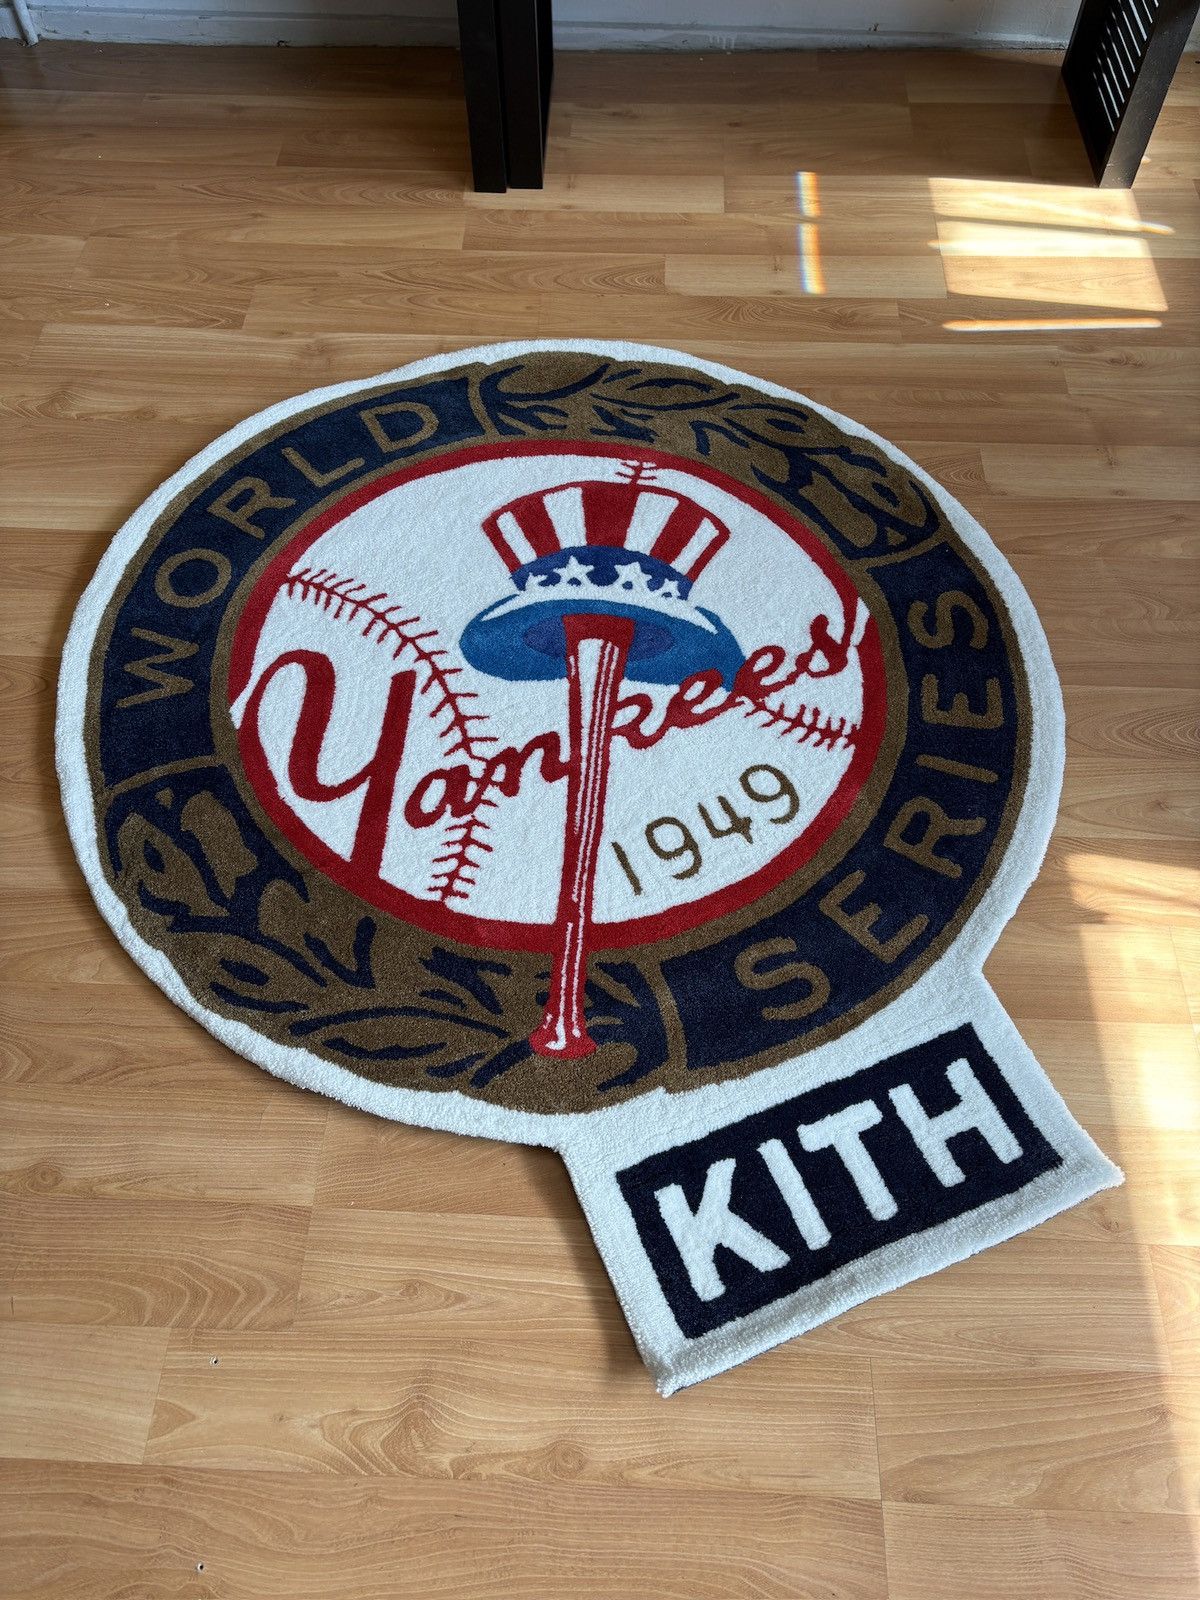 WORLD
Yankees
1949
SERIES
KITH